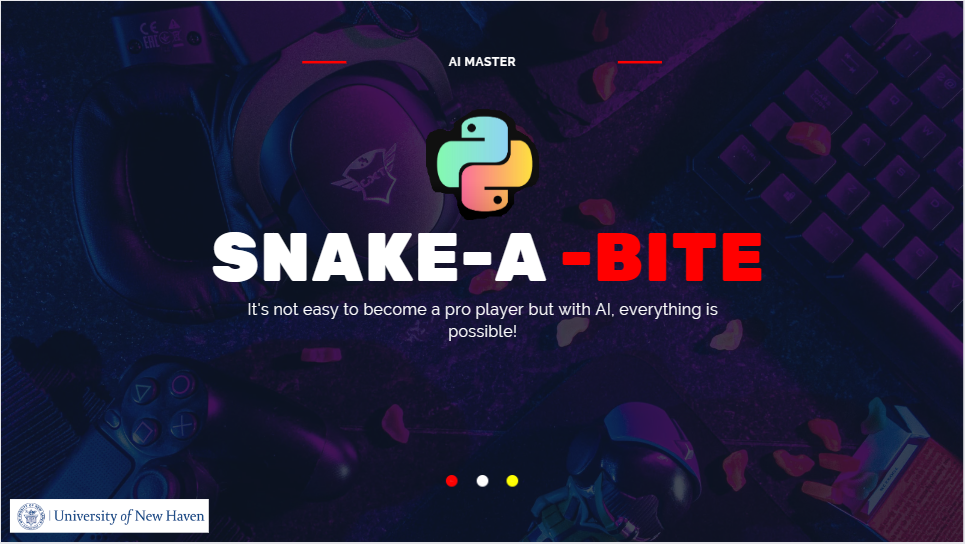 AI MASTER
GXT
SNAKE-A -BITE
It's not easy to become a pro player but with AI, everything is
possible!
University of New Haven